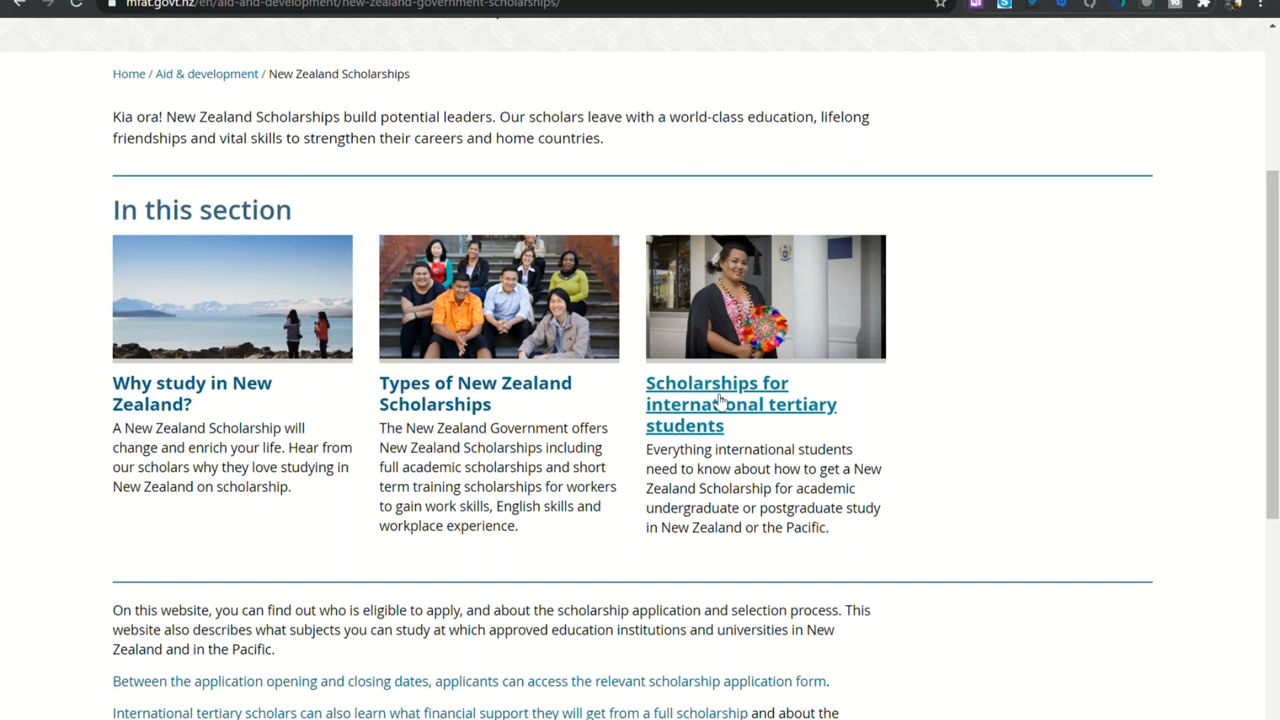 mfat.govt.nz/en/aid-and-development/new-zealand-government-scholarships/
Home / Aid & development / New Zealand Scholarships
Kia ora! New Zealand Scholarships build potential leaders. Our scholars leave with a world-class education, lifelong
friendships and vital skills to strengthen their careers and home countries.
In this section
Why study in New
Zealand?
A New Zealand Scholarship will
change and enrich your life. Hear from
our scholars why they love studying in
New Zealand on scholarship.
Types of New Zealand
Scholarships
The New Zealand Government offers
New Zealand Scholarships including
full academic scholarships and short
term training scholarships for workers
to gain work skills, English skills and
workplace experience.
Scholarships for
international tertiary
students
Everything international students
need to know about how to get a New
Zealand Scholarship for academic
undergraduate or postgraduate study
in New Zealand or the Pacific.
On this website, you can find out who is eligible to apply, and about the scholarship application and selection process. This
website also describes what subjects you can study at which approved education institutions and universities in New
Zealand and in the Pacific.
Between the application opening and closing dates, applicants can access the relevant scholarship application form.
International tertiary scholars can also learn what financial support they will get from a full scholarship and about the